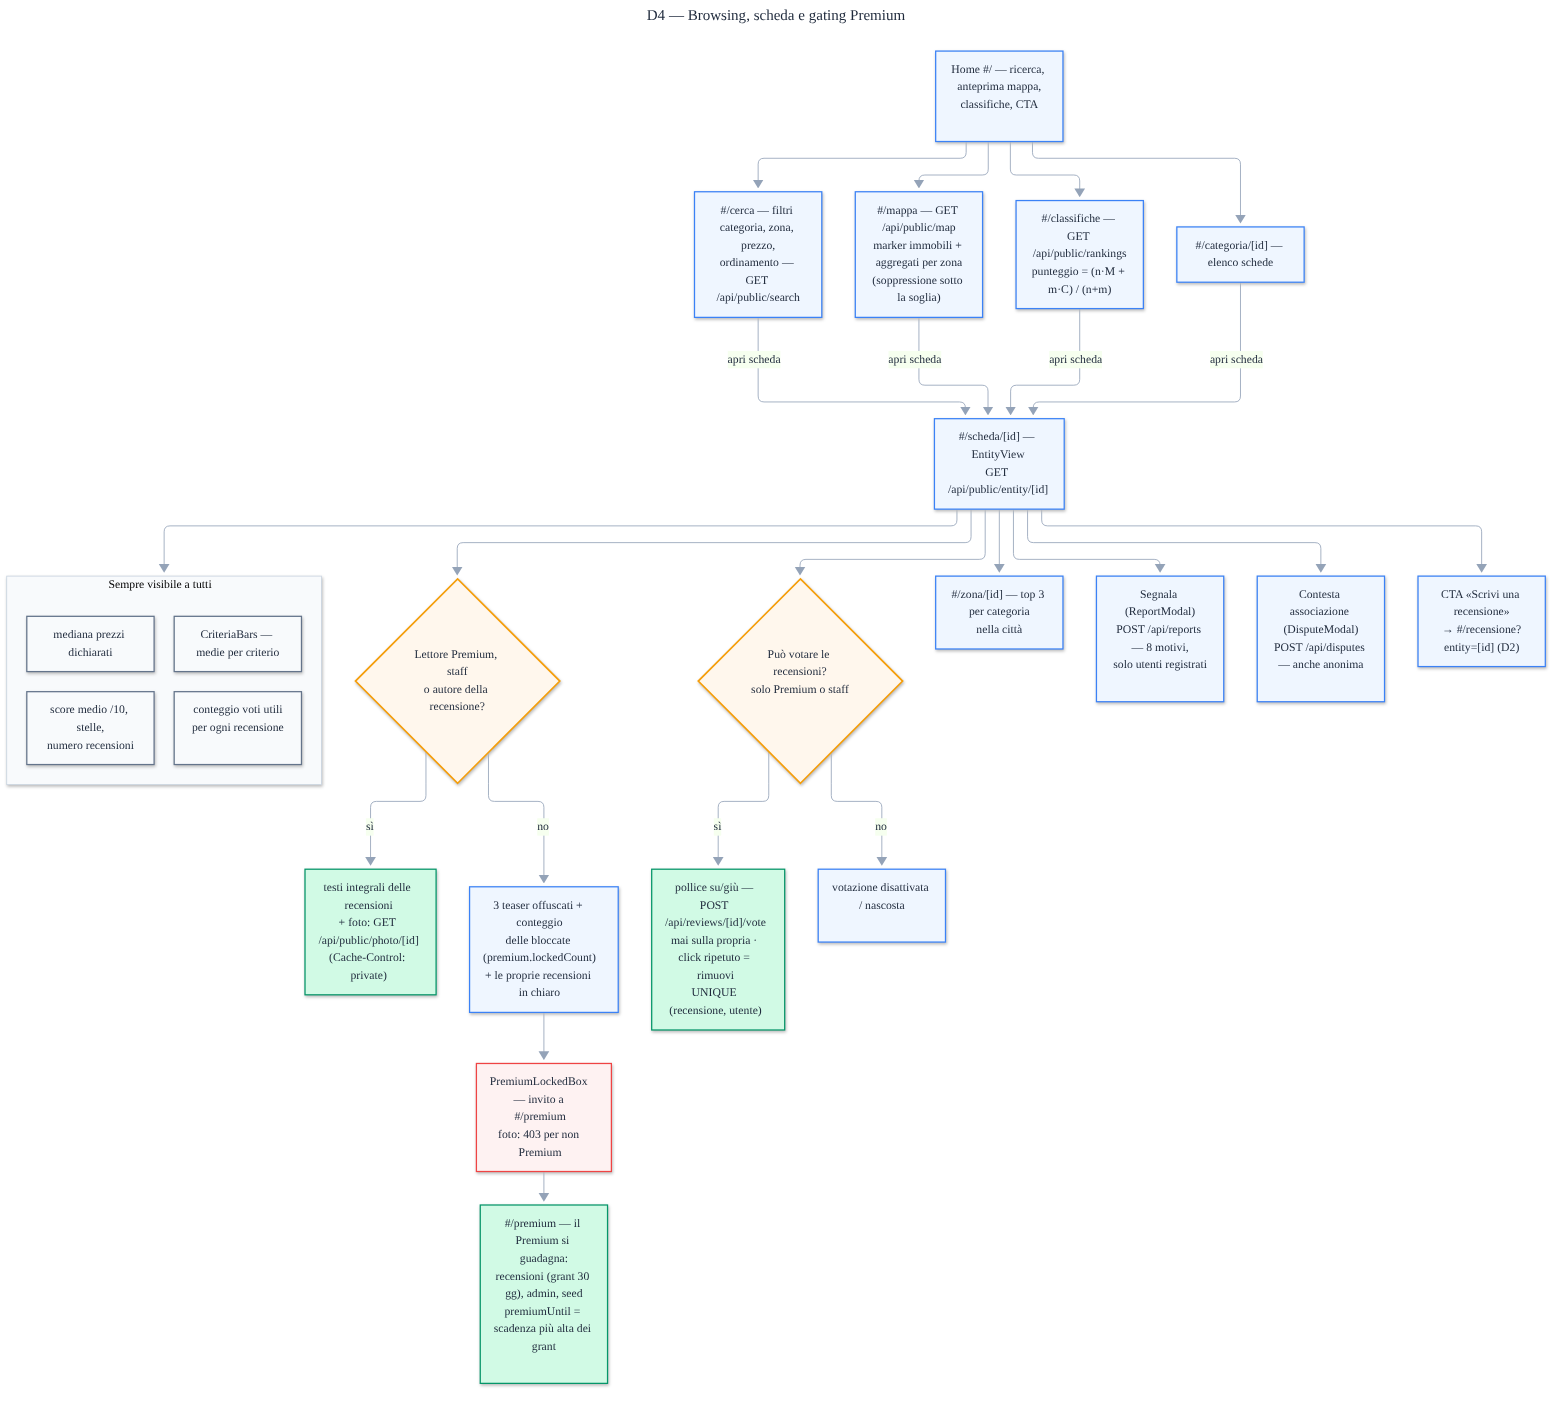 D4 — Browsing, scheda e gating Premium
Home #/ — ricerca,
anteprima mappa,
classifiche, CTA
#/cerca — filtri
categoria, zona,
prezzo,
ordinamento —
GET
/api/public/search
#/mappa — GET
/api/public/map
marker immobili +
aggregati per zona
(soppressione sotto
la soglia)
#/classifiche —
GET
/api/public/rankings
punteggio = (n·M +
m·C) / (n+m)
#/categoria/[id] —
elenco schede
apri scheda
apri scheda
apri scheda
apri scheda
#/scheda/[id] —
EntityView
GET
/api/public/entity/[id]
Sempre visibile a tutti
mediana prezzi
dichiarati
CriteriaBars —
medie per criterio
score medio /10,
stelle,
numero recensioni
conteggio voti utili
per ogni recensione
Lettore Premium,
staff
o autore della
recensione?
Può votare le
recensioni?
solo Premium o staff
#/zona/[id] — top 3
per categoria
nella città
Segnala
(ReportModal)
POST /api/reports
— 8 motivi,
solo utenti registrati
Contesta
associazione
(DisputeModal)
POST /api/disputes
— anche anonima
CTA «Scrivi una
recensione»
→ #/recensione?
entity=[id] (D2)
sì
no
sì
no
testi integrali delle
recensioni
+ foto: GET
/api/public/photo/[id]
(Cache-Control:
private)
3 teaser offuscati +
conteggio
delle bloccate
(premium.lockedCount)
+ le proprie recensioni
in chiaro
pollice su/giù —
POST
/api/reviews/[id]/vote
mai sulla propria ·
click ripetuto =
rimuovi
UNIQUE
(recensione, utente)
votazione disattivata
/ nascosta
PremiumLockedBox
— invito a
#/premium
foto: 403 per non
Premium
#/premium — il
Premium si
guadagna:
recensioni (grant 30
gg), admin, seed
premiumUntil =
scadenza più alta dei
grant